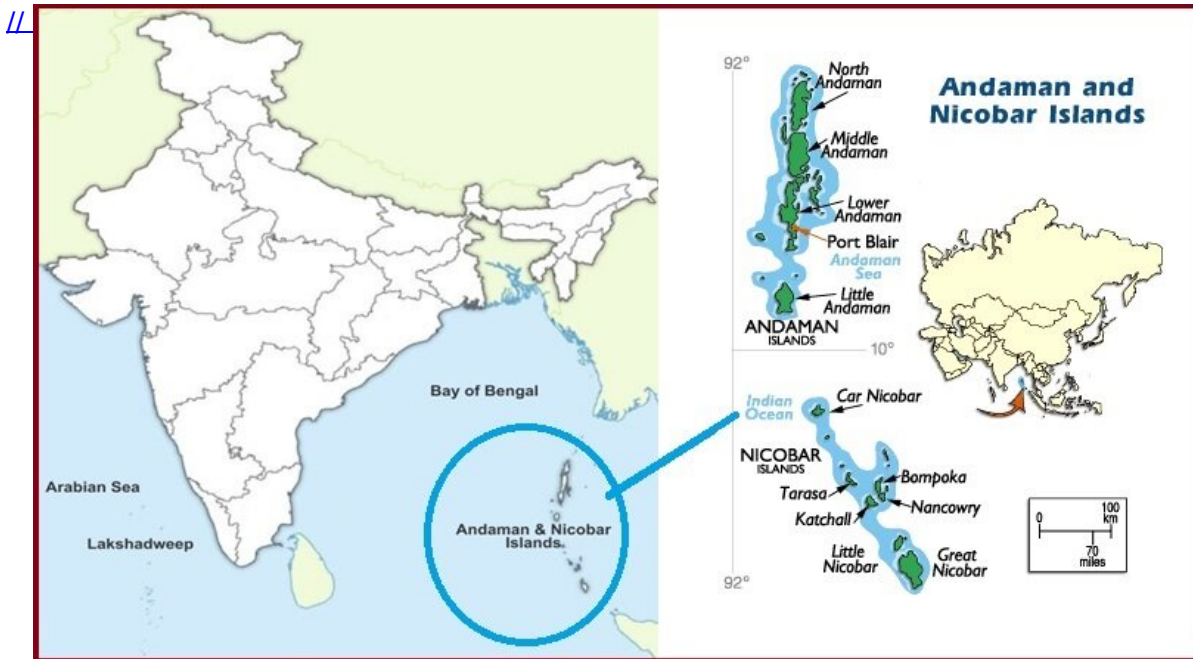 //
Bay of Bengal
Arabian Sea
Lakshadweep
Andaman & Nicobar
Islands
Andaman and
Nicobar Islands
92°
North
Andaman
Middle
Andaman
Lower
Andaman
Port Blair
Andaman
Sea
Little
Andaman
ANDAMAN
ISLANDS
10°
Indian
Ocean
Car Nicobar
NICOBAR
ISLANDS
Tarasa
Bompoka
Nancowry
Katchall
Little
Nicobar
Great
Nicobar
92°
0 100
km
70
miles